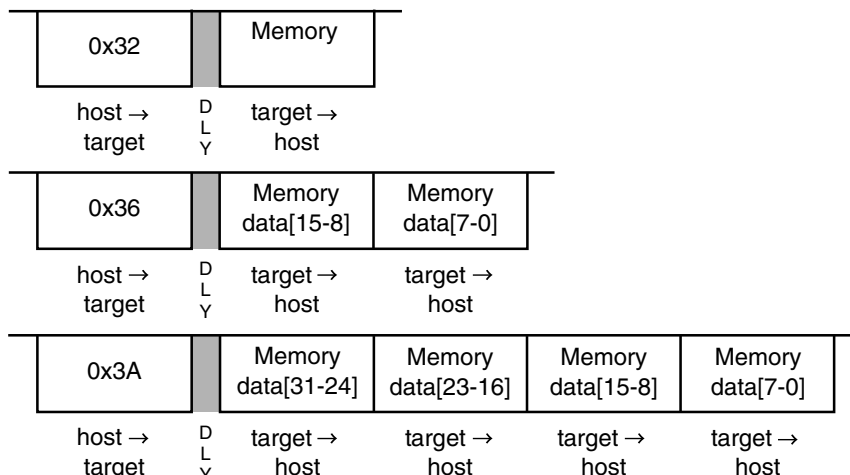 0x32 Memory
host → D target →
target L host
Y
0x36 Memory Memory
data[15-8] data[7-0]
host → D target → target →
target L host host
Y
0x3A Memory Memory Memory Memory
data[31-24] data[23-16] data[15-8] data[7-0]
host → D target → target → target → target →
target L host host host host
Y